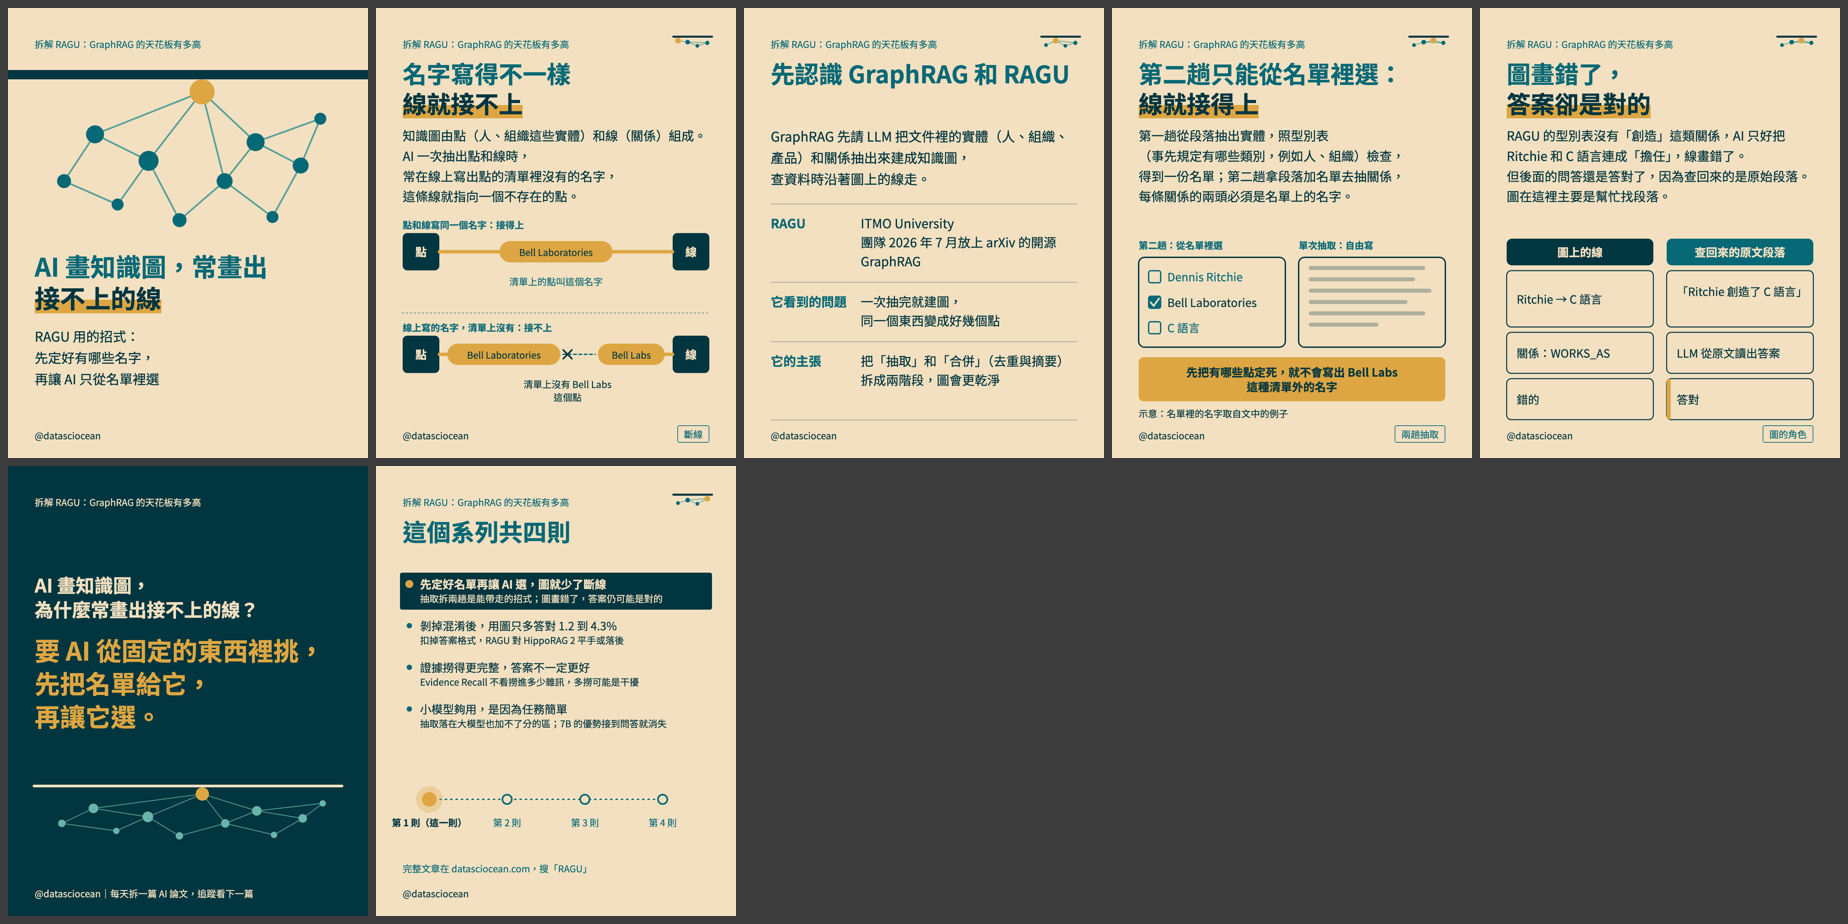 拆解 RAGU：GraphRAG 的天花板有多高
AI 畫知識圖，常畫出
接不上的線
RAGU 用的招式：
先定好有哪些名字，
再讓 AI 只從名單裡選
@datasciocean
拆解 RAGU：GraphRAG 的天花板有多高
名字寫得不一樣
線就接不上
知識圖由點（人、組織這些實體）和線（關係）組成。
AI 一次抽出點和線時，
常在線上寫出點的清單裡沒有的名字，
這條線就指向一個不存在的點。
點和線寫同一個名字：接得上
點
Bell Laboratories
線
清單上的點叫這個名字
線上寫的名字，清單上沒有：接不上
點
Bell Laboratories
Bell Labs
線
清單上沒有 Bell Labs
這個點
@datasciocean
斷線
拆解 RAGU：GraphRAG 的天花板有多高
先認識 GraphRAG 和 RAGU
GraphRAG 先請 LLM 把文件裡的實體（人、組織、
產品）和關係抽出來建成知識圖，
查資料時沿著圖上的線走。
RAGU
ITMO University
團隊 2026 年 7 月放上 arXiv 的開源
GraphRAG
它看到的問題
一次抽完就建圖，
同一個東西變成好幾個點
它的主張
把「抽取」和「合併」（去重與摘要）
拆成兩階段，圖會更乾淨
@datasciocean
拆解 RAGU：GraphRAG 的天花板有多高
第二趟只能從名單裡選：
線就接得上
第一趟從段落抽出實體，照型別表
（事先規定有哪些類別，例如人、組織）檢查，
得到一份名單；第二趟拿段落加名單去抽關係，
每條關係的兩頭必須是名單上的名字。
第二趟：從名單裡選
單次抽取：自由寫
Dennis Ritchie
Bell Laboratories
C 語言
先把有哪些點定死，就不會寫出 Bell Labs
這種清單外的名字
示意：名單裡的名字取自文中的例子
@datasciocean
兩趟抽取
拆解 RAGU：GraphRAG 的天花板有多高
圖畫錯了，
答案卻是對的
RAGU 的型別表沒有「創造」這類關係，AI 只好把
Ritchie 和 C 語言連成「擔任」，線畫錯了。
但後面的問答還是答對了，因為查回來的是原始段落。
圖在這裡主要是幫忙找段落。
圖上的線
查回來的原文段落
Ritchie → C 語言
「Ritchie 創造了 C 語言」
關係：WORKS_AS
LLM 從原文讀出答案
錯的
答對
@datasciocean
圖的角色
拆解 RAGU：GraphRAG 的天花板有多高
AI 畫知識圖，
為什麼常畫出接不上的線？
要 AI 從固定的東西裡挑，
先把名單給它，
再讓它選。
@datasciocean｜每天拆一篇 AI 論文，追蹤看下一篇
拆解 RAGU：GraphRAG 的天花板有多高
這個系列共四則
先定好名單再讓 AI 選，圖就少了斷線
抽取拆兩趟是能帶走的招式；圖畫錯了，答案仍可能是對的
剝掉混淆後，用圖只多答對 1.2 到 4.3%
扣掉答案格式，RAGU 對 HippoRAG 2 平手或落後
證據撈得更完整，答案不一定更好
Evidence Recall 不看撈進多少雜訊，多撈可能是干擾
小模型夠用，是因為任務簡單
抽取落在大模型也加不了分的區；7B 的優勢接到問答就消失
第 1 則（這一則）
第 2 則
第 3 則
第 4 則
完整文章在 datasciocean.com，搜「RAGU」
@datasciocean